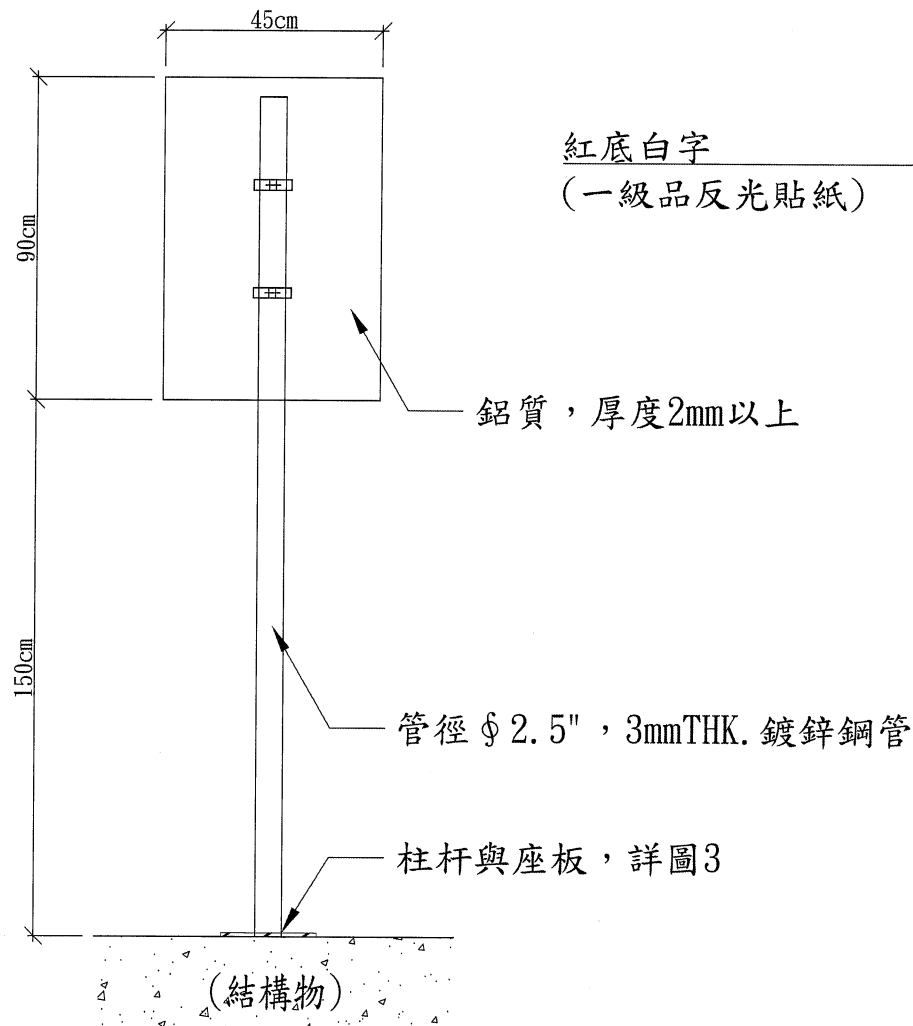 45cm
90cm
紅底白字
(一級品反光貼紙)
鋁質，厚度2mm以上
150cm
管徑∮2.5"，3mmTHK.鍍鋅鋼管
柱杆與座板，詳圖3
(結構物)